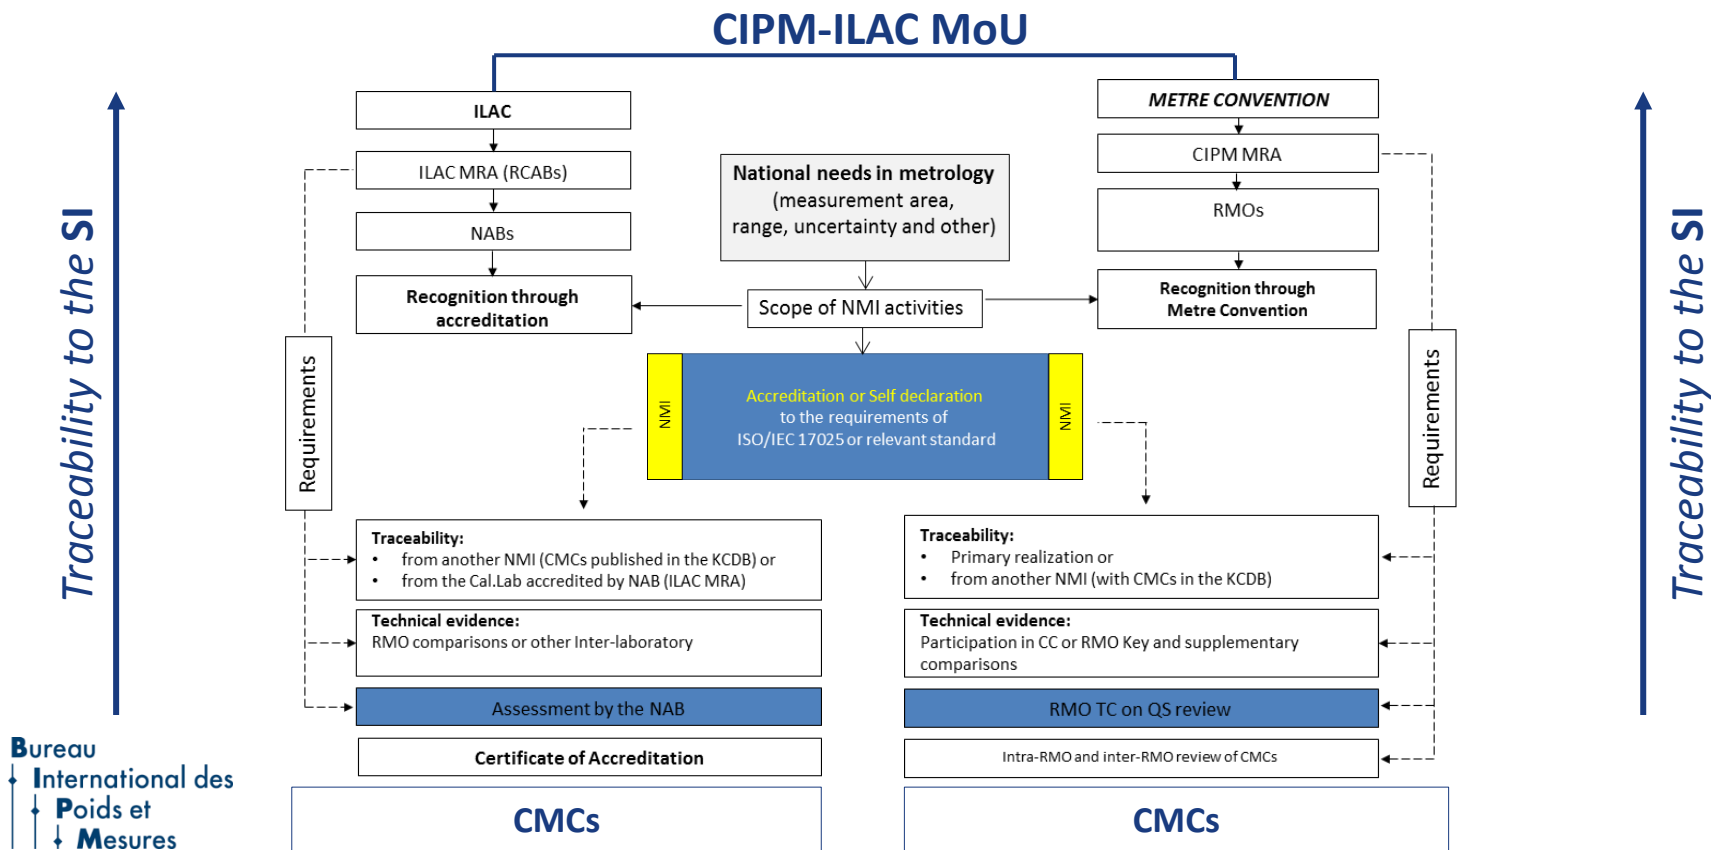 CIPM-ILAC MoU
Traceability to the SI
ILAC
ILAC MRA (RCABs)
NABs
Recognition through
accreditation
National needs in metrology
(measurement area,
range, uncertainty and other)
Scope of NMI activities
METRE CONVENTION
CIPM MRA
RMOs
Recognition through
Metre Convention
Traceability to the SI
Requirements
NMI
Accreditation or Self declaration
to the requirements of
ISO/IEC 17025 or relevant standard
NMI
Requirements
Traceability:
• from another NMI (CMCs published in the KCDB) or
• from the Cal.Lab accredited by NAB (ILAC MRA)
Technical evidence:
RMO comparisons or other Inter-laboratory
Assessment by the NAB
Certificate of Accreditation
CMCs
Traceability:
• Primary realization or
• from another NMI (with CMCs in the KCDB)
Technical evidence:
Participation in CC or RMO Key and supplementary
comparisons
RMO TC on QS review
Intra-RMO and inter-RMO review of CMCs
CMCs
Bureau
International des
Poids et
Mesures